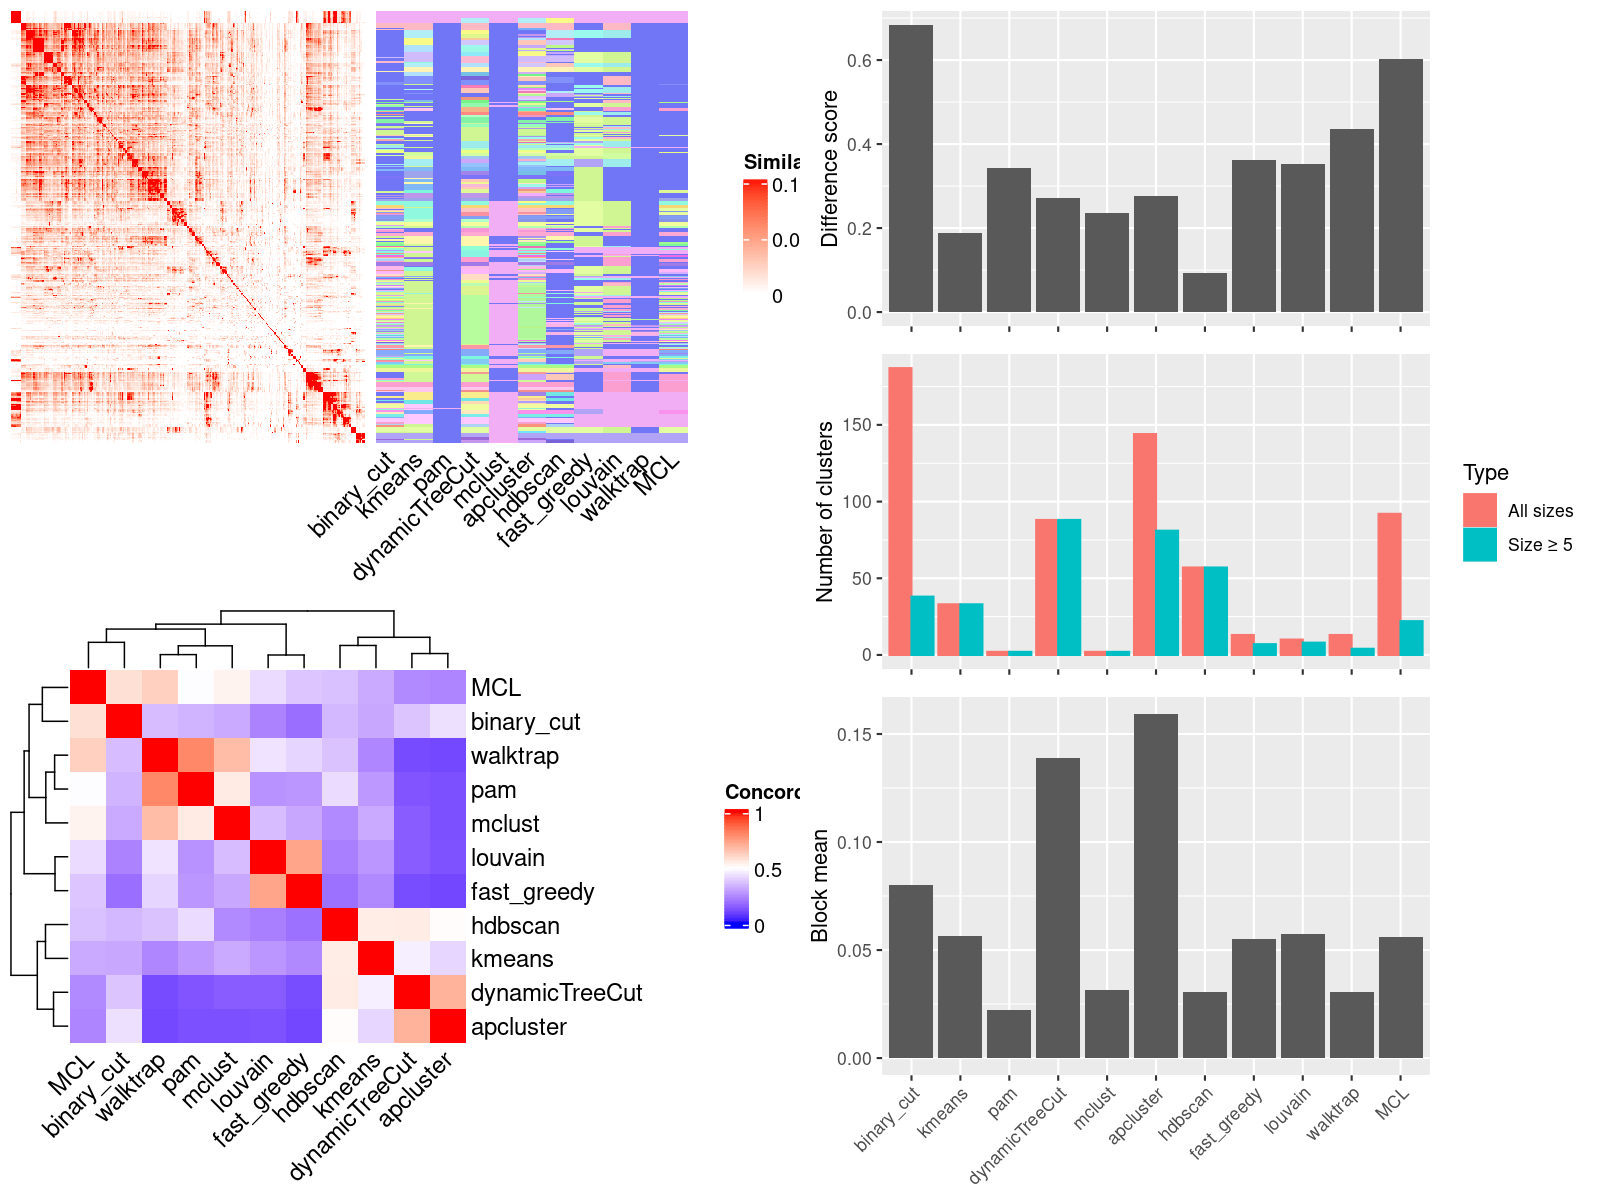 Simila
0.1
0.0
0
binary_cut
kmeans
pam
dynamicTreeCut
mclust
apcluster
hdbscan
fast_greedy
louvain
walktrap
MCL
MCL
binary_cut
walktrap
pam
mclust
louvain
fast_greedy
hdbscan
kmeans
dynamicTreeCut
apcluster
MCL
binary_cut
walktrap
pam
mclust
louvain
fast_greedy
hdbscan
kmeans
dynamicTreeCut
apcluster
Concord
1
0.5
0
Difference score
0.6
0.4
0.2
0.0
Number of clusters
150
100
50
0
Type
All sizes
Size ≥ 5
Block mean
0.15
0.10
0.05
0.00
binary_cut
kmeans
pam
dynamicTreeCut
mclust
apcluster
hdbscan
fast_greedy
louvain
walktrap
MCL